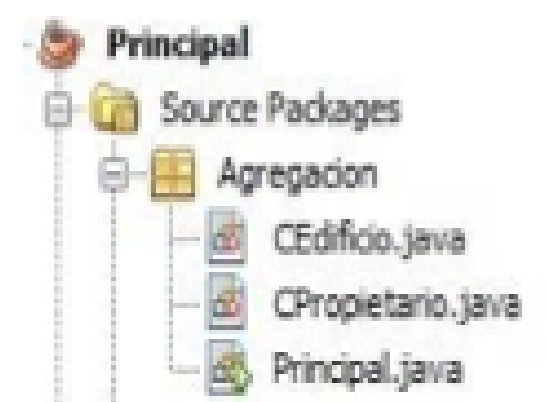 Principal
Source Packages
Agregacion
CEdificio.java
CPropietario.java
Principal.java